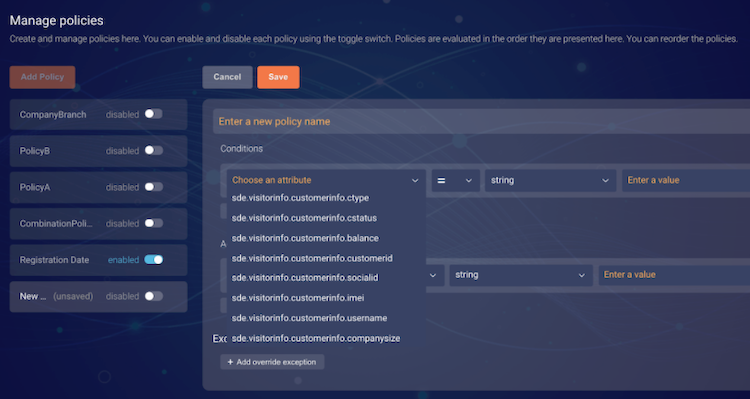 Manage policies
Create and manage policies here. You can enable and disable each policy using the toggle switch. Policies are evaluated in the order they are presented here. You can reorder the policies.
Add Policy
Cancel
Save
CompanyBranch disabled
PolicyB disabled
PolicyA disabled
CombinationPoli... disabled
Registration Date enabled
New ... (unsaved) disabled
Enter a new policy name
Conditions
Choose an attribute = string Enter a value
sde.visitorinfo.customerinfo.ctype
sde.visitorinfo.customerinfo.cstatus
sde.visitorinfo.customerinfo.balance
sde.visitorinfo.customerinfo.customerid
sde.visitorinfo.customerinfo.socialid
sde.visitorinfo.customerinfo.imei
sde.visitorinfo.customerinfo.username
sde.visitorinfo.customerinfo.companysize
string Enter a value
+ Add override exception